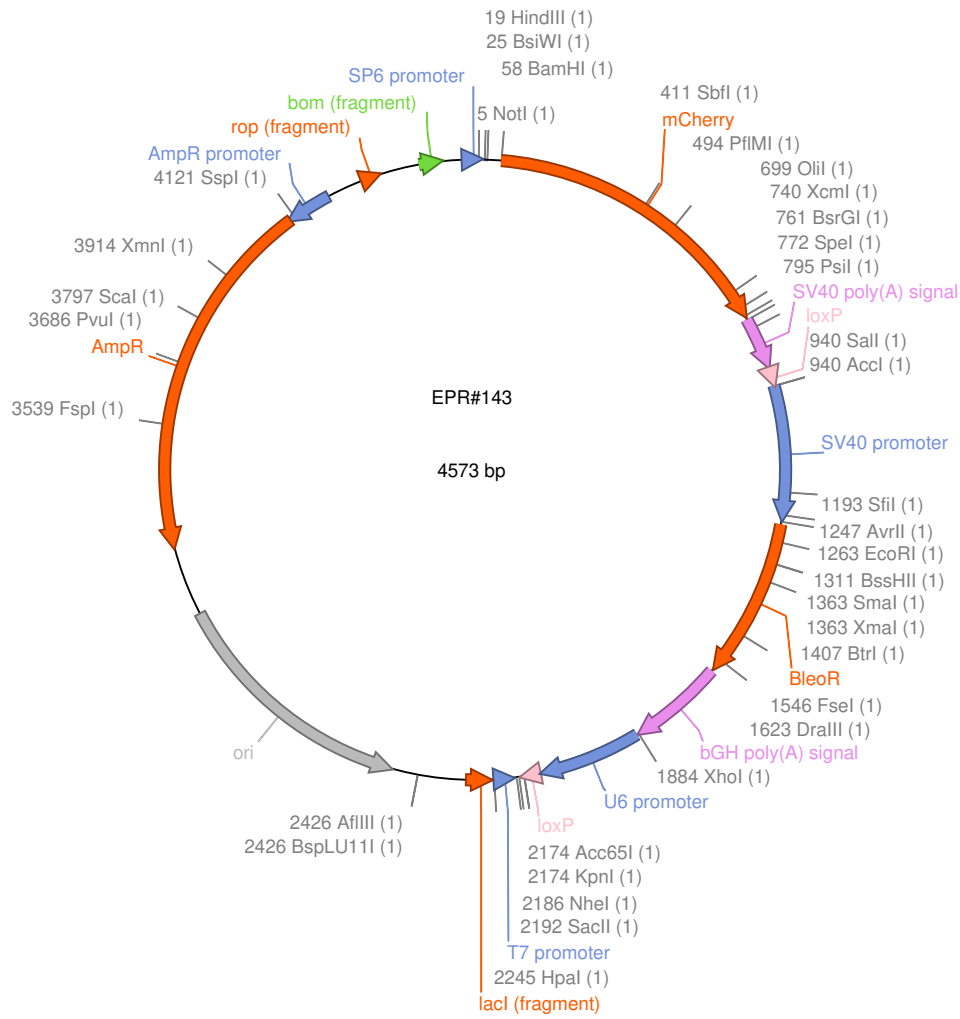 19 HindIII (1)
25 BsiWI (1)
58 BamHI (1)
SP6 promoter
bom (fragment)
5 NotI (1)
411 SbfI (1)
mCherry
rop (fragment)
494 PflMI (1)
AmpR promoter
699 OliI (1)
4121 SspI (1)
740 XcmI (1)
761 BsrGI (1)
3914 XmnI (1)
772 SpeI (1)
795 PsiI (1)
SV40 poly(A) signal
3797 ScaI (1)
loxP
3686 PvuI (1)
940 SalI (1)
AmpR
940 AccI (1)
EPR#143
3539 FspI (1)
SV40 promoter
4573 bp
1193 SfiI (1)
1247 AvrII (1)
1263 EcoRI (1)
1311 BssHII (1)
1363 SmaI (1)
1363 XmaI (1)
1407 BtrI (1)
BleoR
1546 FseI (1)
1623 DraIII (1)
bGH poly(A) signal
ori
1884 XhoI (1)
U6 promoter
2426 AflIII (1)
loxP
2426 BspLU11I (1)
2174 Acc65I (1)
2174 KpnI (1)
2186 NheI (1)
2192 SacII (1)
T7 promoter
2245 HpaI (1)
lacI (fragment)